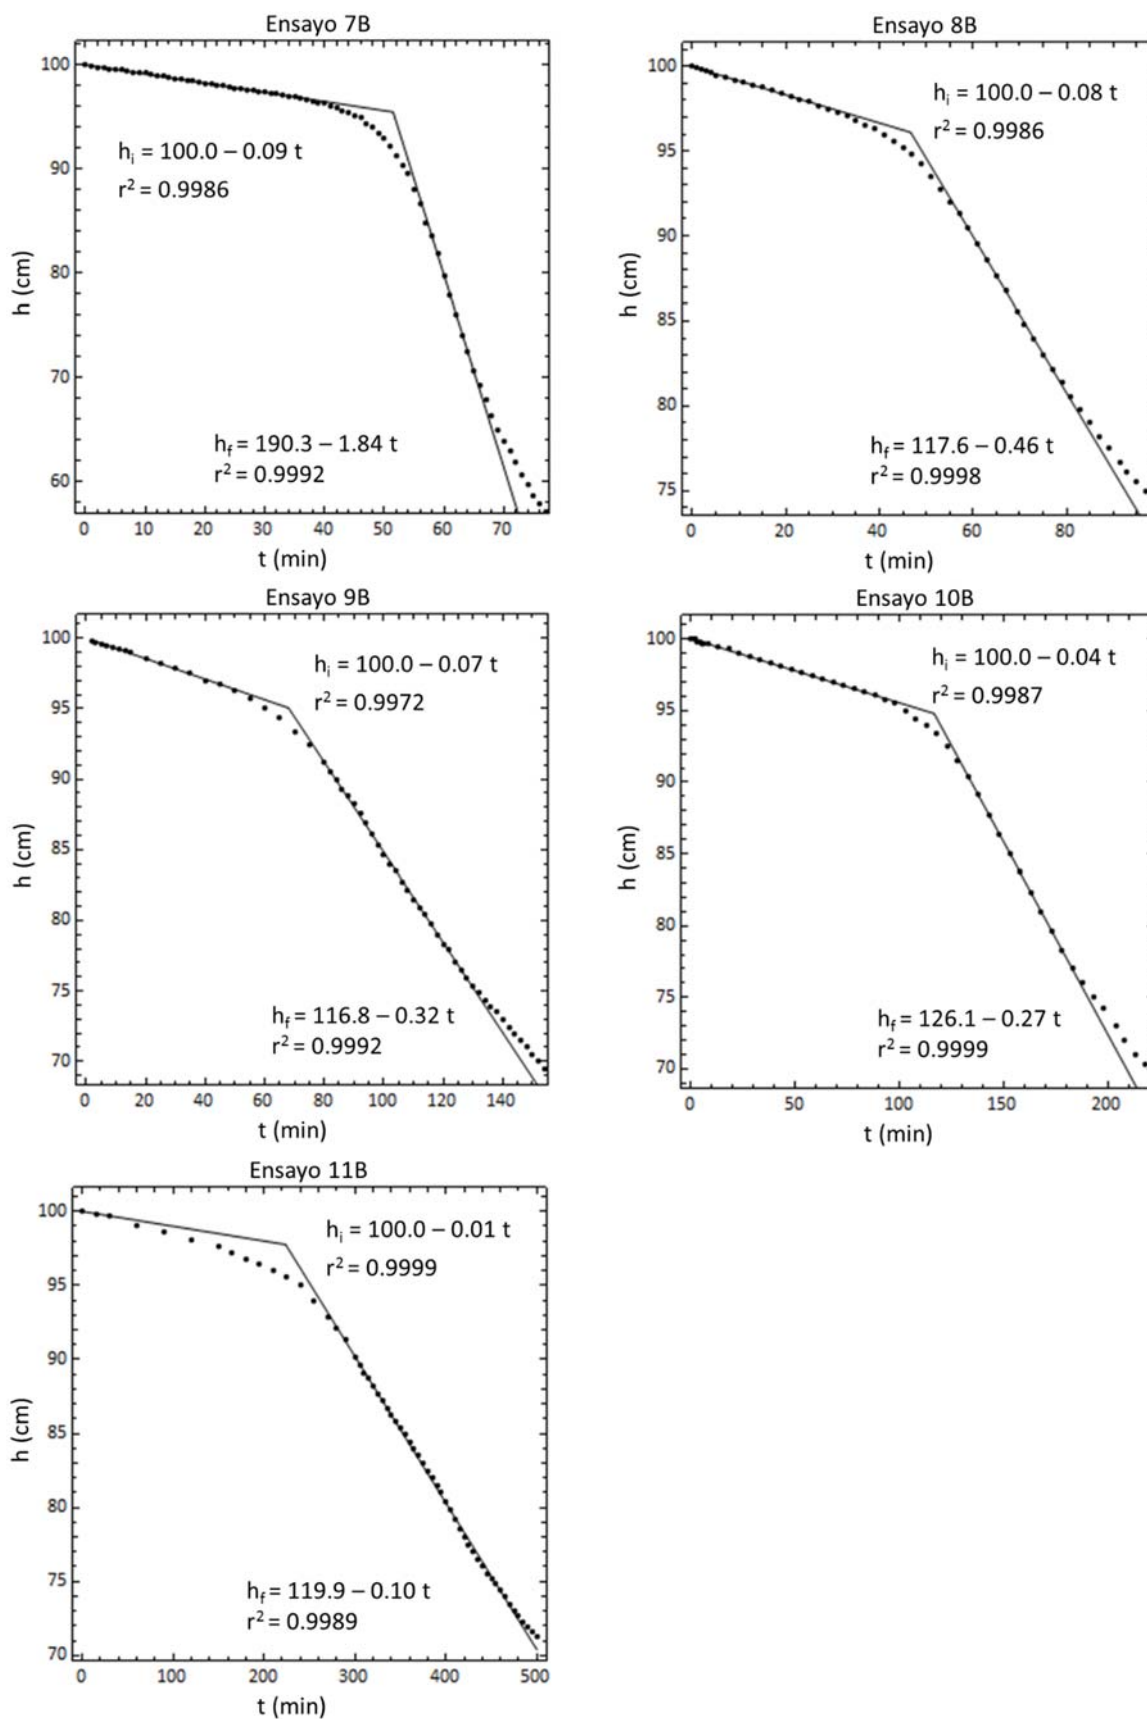 Ensayo 7B
100
90
80
70
60
h (cm)
hᵢ = 100.0 – 0.09 t
r² = 0.9986
h_f = 190.3 – 1.84 t
r² = 0.9992
0 10 20 30 40 50 60 70
t (min)
Ensayo 8B
100
95
90
85
80
75
h (cm)
hᵢ = 100.0 – 0.08 t
r² = 0.9986
h_f = 117.6 – 0.46 t
r² = 0.9998
0 20 40 60 80
t (min)
Ensayo 9B
100
95
90
85
80
75
70
h (cm)
hᵢ = 100.0 – 0.07 t
r² = 0.9972
h_f = 116.8 – 0.32 t
r² = 0.9992
0 20 40 60 80 100 120 140
t (min)
Ensayo 10B
100
95
90
85
80
75
70
h (cm)
hᵢ = 100.0 – 0.04 t
r² = 0.9987
h_f = 126.1 – 0.27 t
r² = 0.9999
0 50 100 150 200
t (min)
Ensayo 11B
100
95
90
85
80
75
70
h (cm)
hᵢ = 100.0 – 0.01 t
r² = 0.9999
h_f = 119.9 – 0.10 t
r² = 0.9989
0 100 200 300 400 500
t (min)